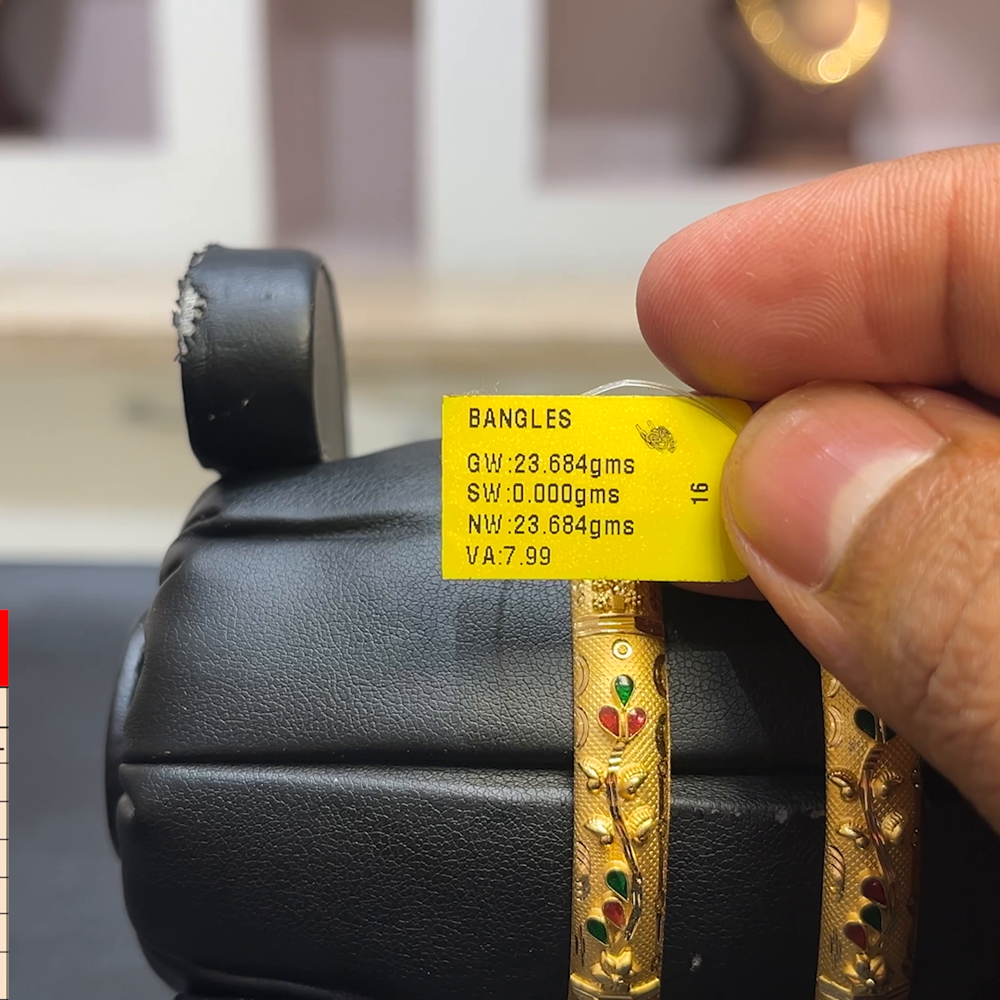 BANGLES
GW:23.684gms
SW:0.000gms
NW:23.684gms
VA:7.99
16